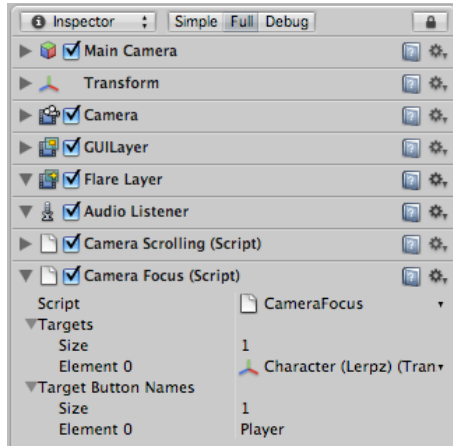 Inspector Simple Full Debug
Main Camera
Transform
Camera
GUILayer
Flare Layer
Audio Listener
Camera Scrolling (Script)
Camera Focus (Script)
Script CameraFocus
Targets
Size 1
Element 0 Character (Lerpz) (Tran
Target Button Names
Size 1
Element 0 Player